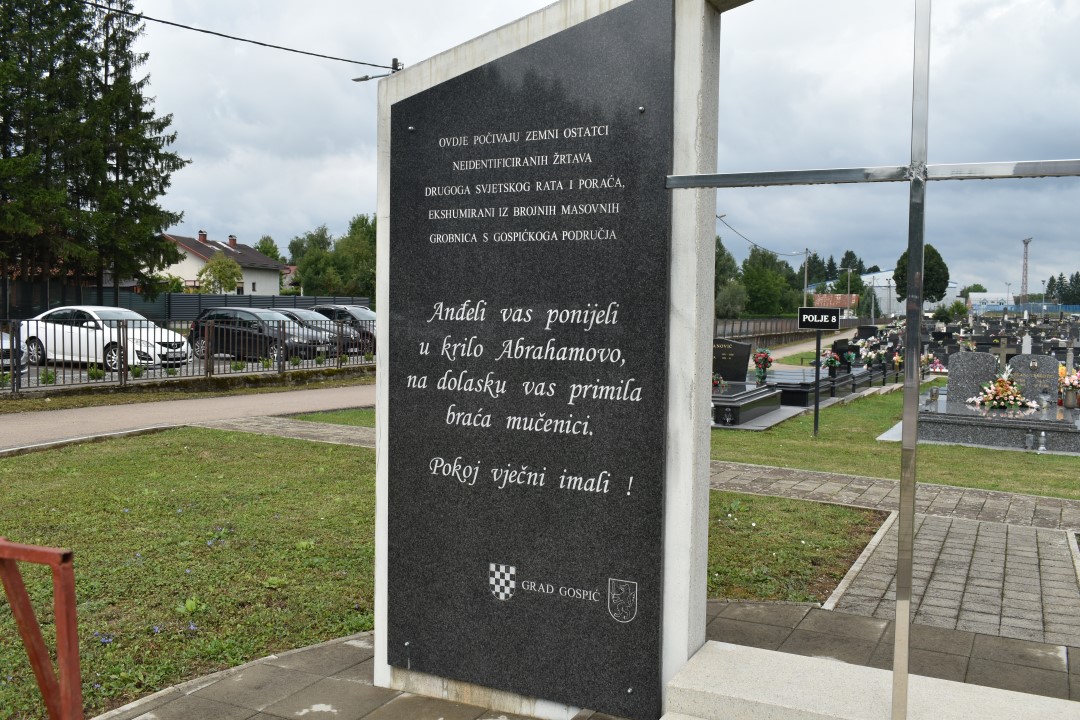 OVDJE POČIVAJU ZEMNI OSTATCI
NEIDENTIFICIRANIH ŽRTAVA
DRUGOGA SVJETSKOG RATA I PORAĆA,
EKSHUMIRANI IZ BROJNIH MASOVNIH
GROBNICA S GOSPIĆKOGA PODRUČJA
Anđeli vas ponijeli
u krilo Abrahamovo,
na dolasku vas primila
braća mučenici.
Pokoj vječni imali !
GRAD GOSPIĆ
POLJE 8